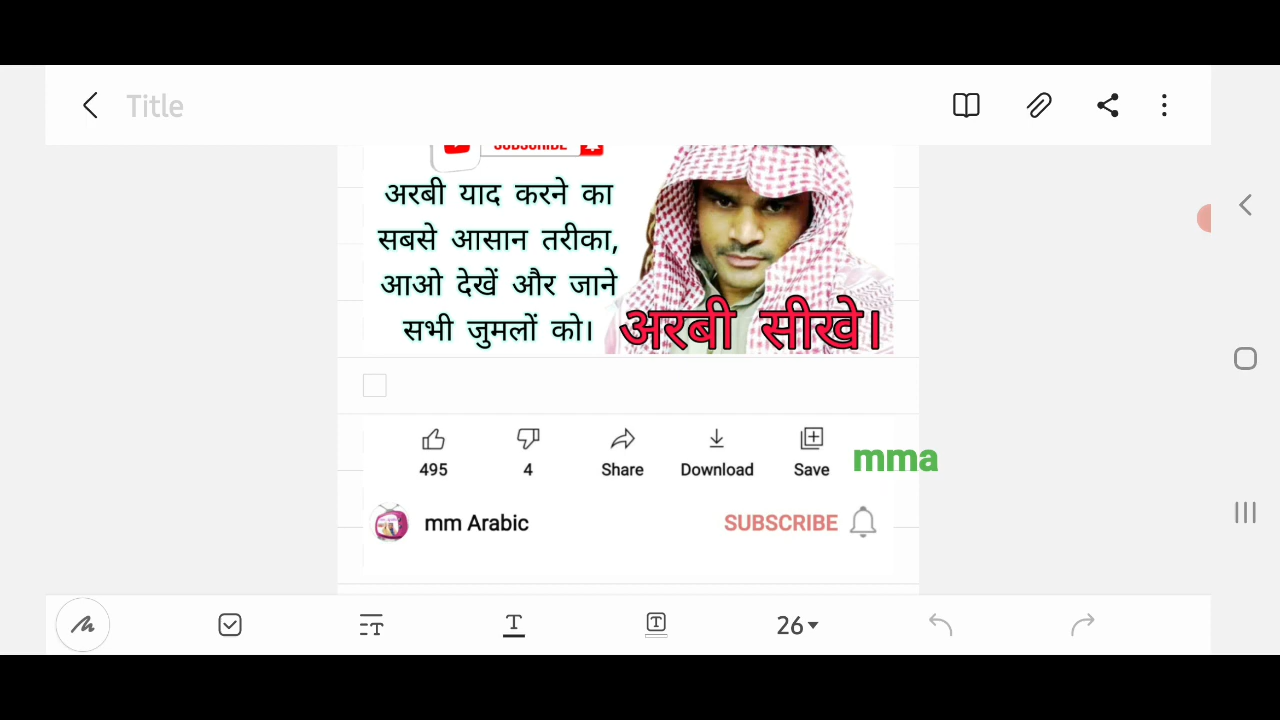 Title
SUBSCRIBE
अरबी याद करने का
सबसे आसान तरीका,
आओ देखें और जाने
सभी जुमलों को।
अरबी सीखे।
495
4
Share
Download
Save
mma
mm Arabic
SUBSCRIBE
T
T
T
26